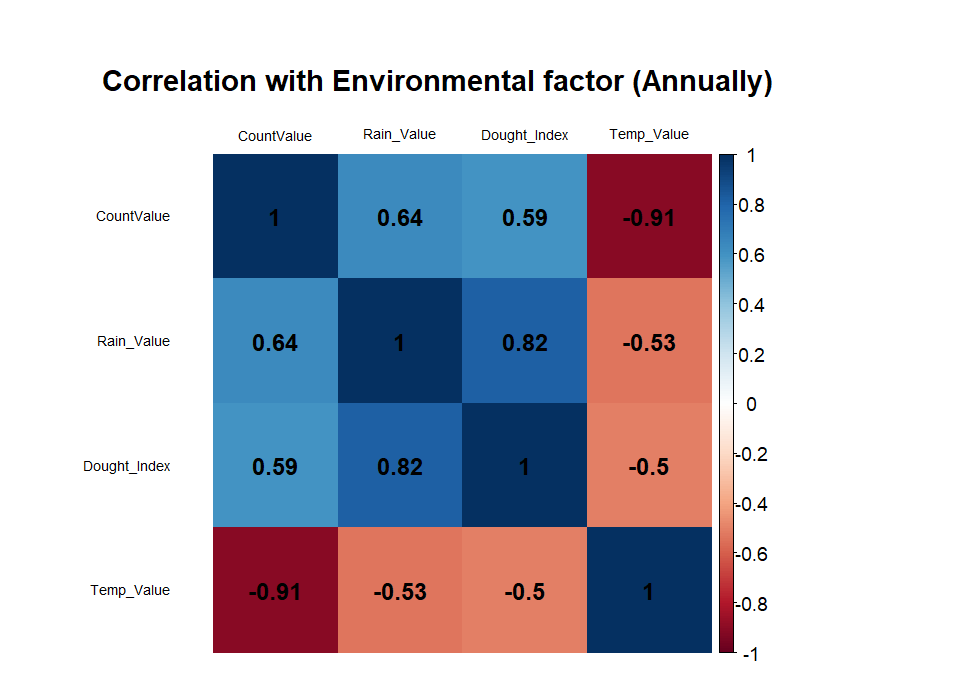 Correlation with Environmental factor (Annually)
CountValue Rain_Value Dought_Index Temp_Value
CountValue 1 0.64 0.59 -0.91
Rain_Value 0.64 1 0.82 -0.53
Dought_Index 0.59 0.82 1 -0.5
Temp_Value -0.91 -0.53 -0.5 1
1
0.8
0.6
0.4
0.2
0
-0.2
-0.4
-0.6
-0.8
-1